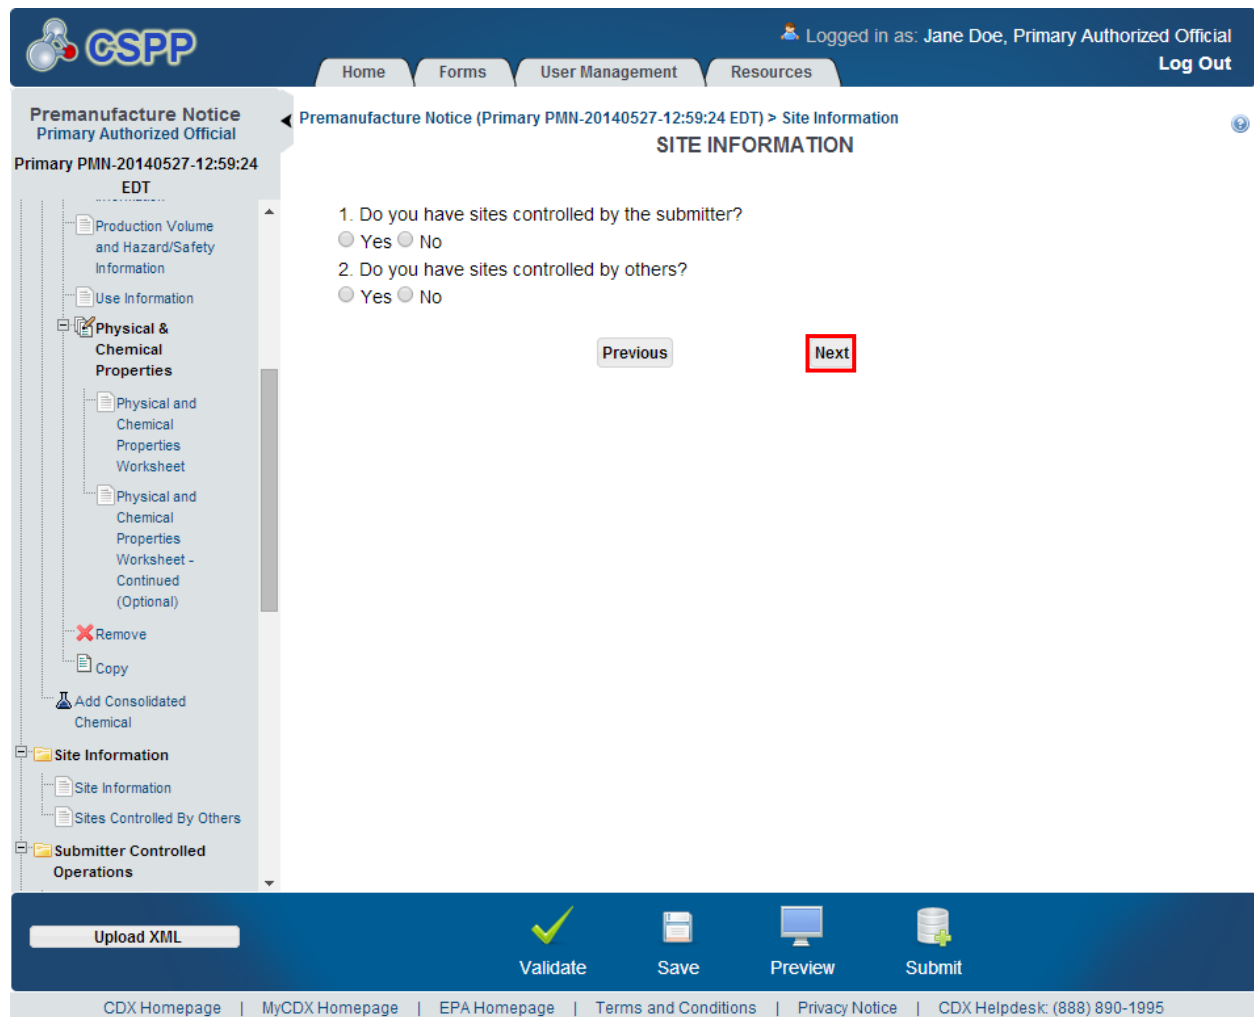 CSPP
Logged in as: Jane Doe, Primary Authorized Official
Log Out
Home
Forms
User Management
Resources
Premanufacture Notice
Primary Authorized Official
Primary PMN-20140527-12:59:24
EDT
Production Volume
and Hazard/Safety
Information
Use Information
Physical &
Chemical
Properties
Physical and
Chemical
Properties
Worksheet
Physical and
Chemical
Properties
Worksheet -
Continued
(Optional)
Remove
Copy
Add Consolidated
Chemical
Site Information
Site Information
Sites Controlled By Others
Submitter Controlled
Operations
Premanufacture Notice (Primary PMN-20140527-12:59:24 EDT) > Site Information
SITE INFORMATION
1. Do you have sites controlled by the submitter?
Yes No
2. Do you have sites controlled by others?
Yes No
Previous
Next
Upload XML
Validate
Save
Preview
Submit
CDX Homepage | MyCDX Homepage | EPA Homepage | Terms and Conditions | Privacy Notice | CDX Helpdesk: (888) 890-1995